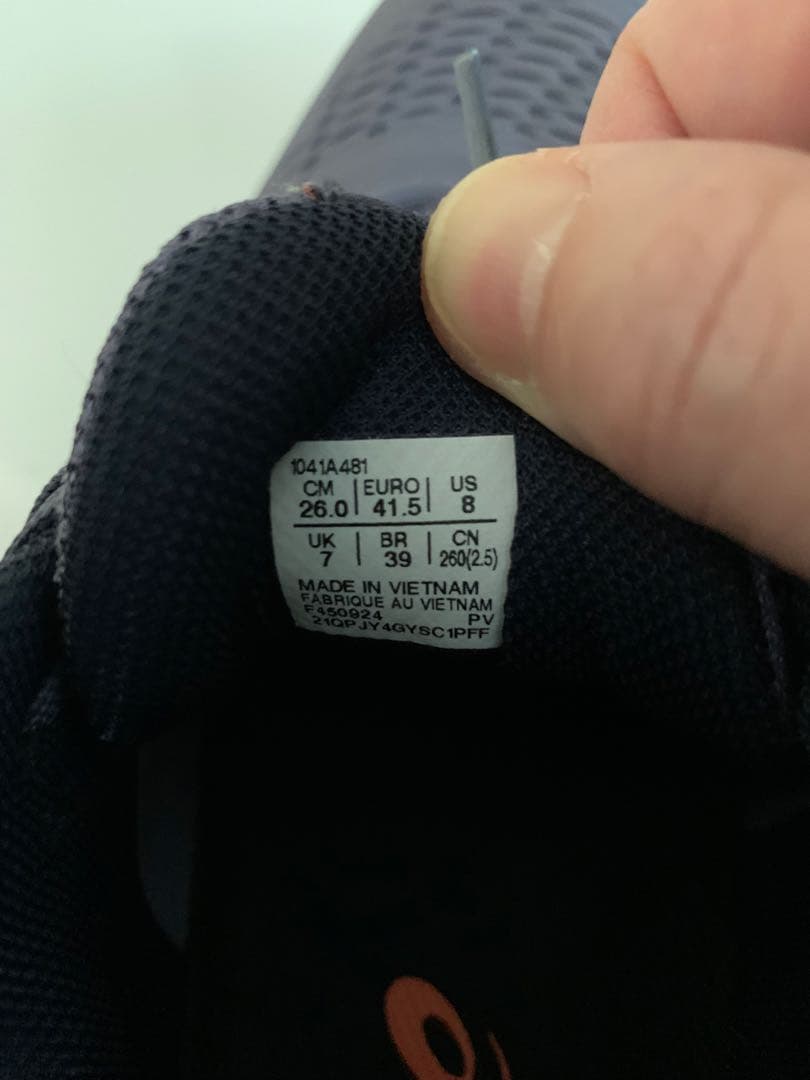 1041A481
CM | EURO | US
26.0 | 41.5 | 8
UK | BR | CN
7 | 39 | 260(2.5)
MADE IN VIETNAM
FABRIQUE AU VIETNAM
F450924 PV
21QPJY4GYSC1PFF